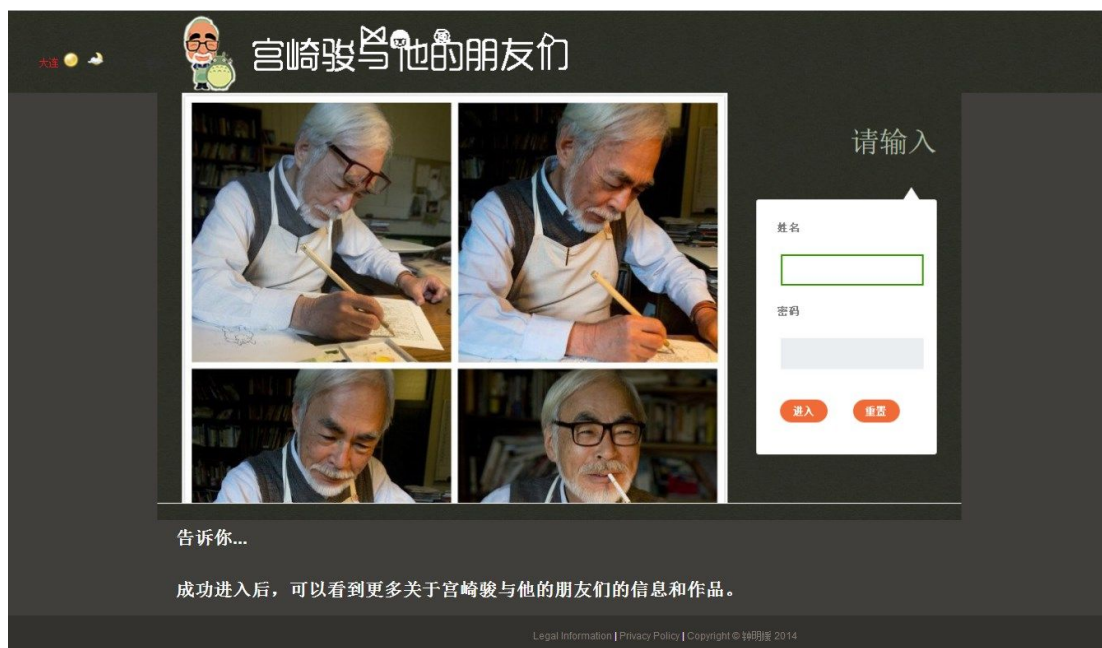 大连
宫崎骏与他的朋友们
请输入
姓名
密码
进入 重置
告诉你...
成功进入后，可以看到更多关于宫崎骏与他的朋友们的信息和作品。
Legal Information | Privacy Policy | Copyright © 钟明媛 2014